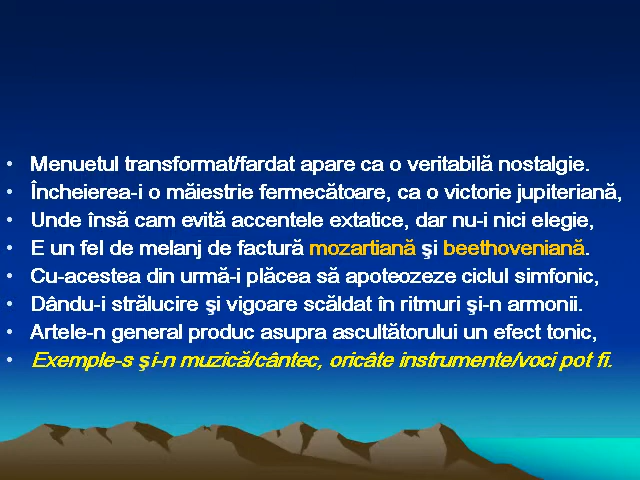 • Menuetul transformat/fardat apare ca o veritabilă nostalgie.
• Încheierea-i o măiestrie fermecătoare, ca o victorie jupiteriană,
• Unde însă cam evită accentele extatice, dar nu-i nici elegie,
• E un fel de melanj de factură mozartiană şi beethoveniană.
• Cu-acestea din urmă-i plăcea să apoteozeze ciclul simfonic,
• Dându-i strălucire şi vigoare scăldat în ritmuri şi-n armonii.
• Artele-n general produc asupra ascultătorului un efect tonic,
• Exemple-s şi-n muzică/cântec, oricâte instrumente/voci pot fi.